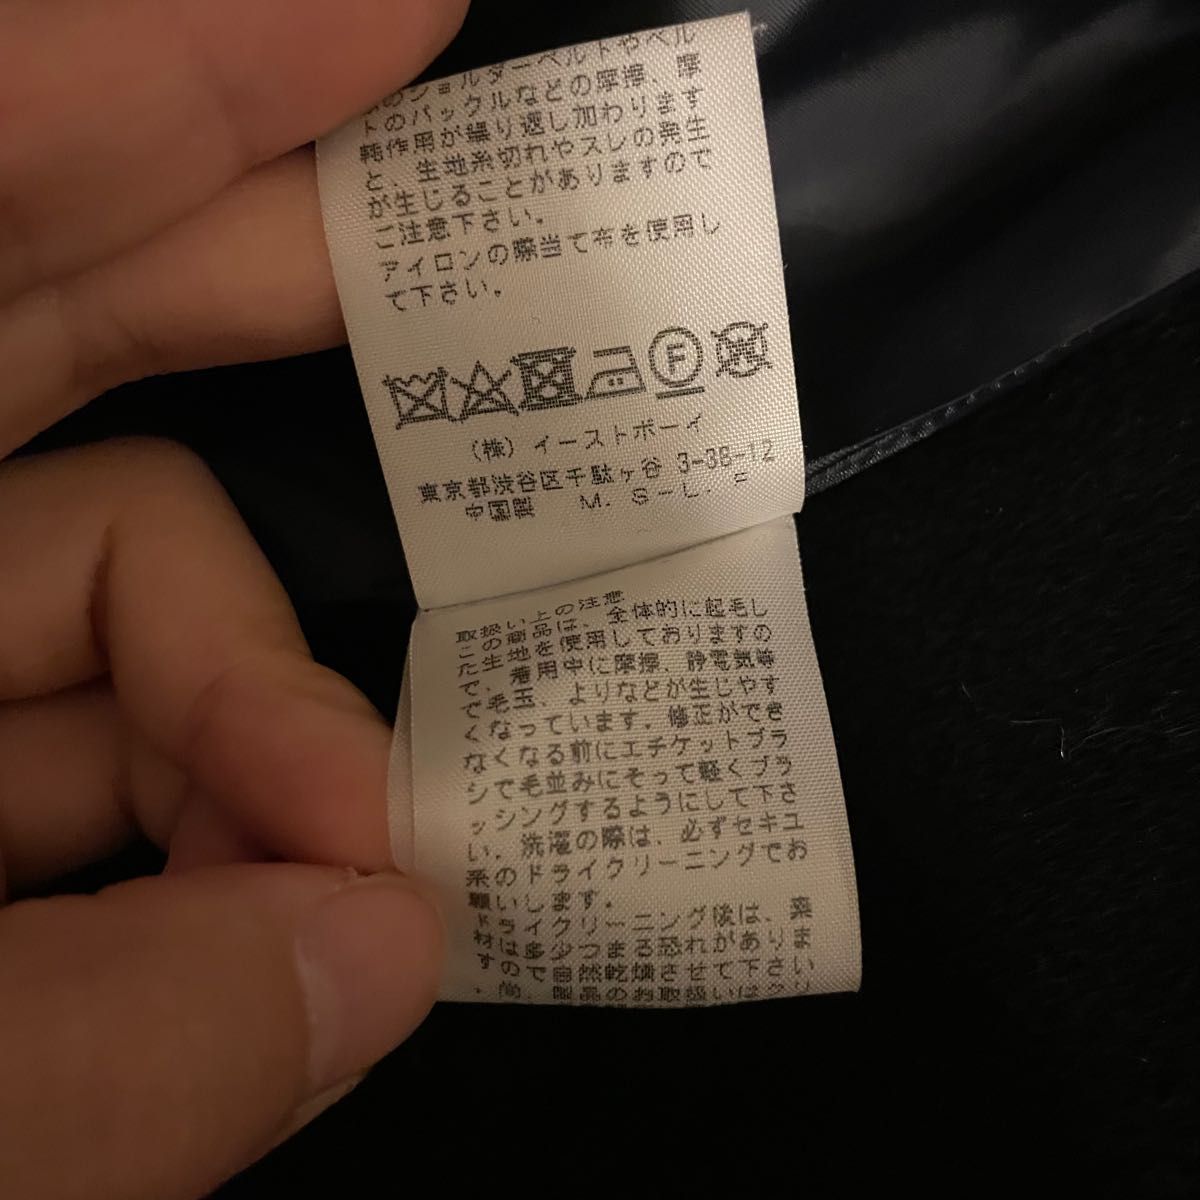 のショルダーベルトやベル
トのバックルなどの摩擦、摩
耗作用が繰り返し加わります
と、生地糸切れやスレの発生
が生じることがありますので
ご注意下さい。
アイロンの際当て布を使用し
て下さい。
F
(株)イーストボーイ
東京都渋谷区千駄ヶ谷 3-38-12
中国製 M. S-L.
取扱い上の注意
この商品は、全体的に起毛し
た生地を使用しておりますの
で、着用中に摩擦、静電気等
で毛玉、よりなどが生じやす
くなっています。修正ができ
なくなる前にエチケットブラ
シで毛並みにそって軽くブラ
ッシングするようにして下さ
い。洗濯の際は、必ずセキユ
系のドライクリーニングでお
願いします。
ドライクリーニング後は、素
材は多少つまる恐れがありま
すので自然乾燥させて下さい
。尚、製品のお取扱いは